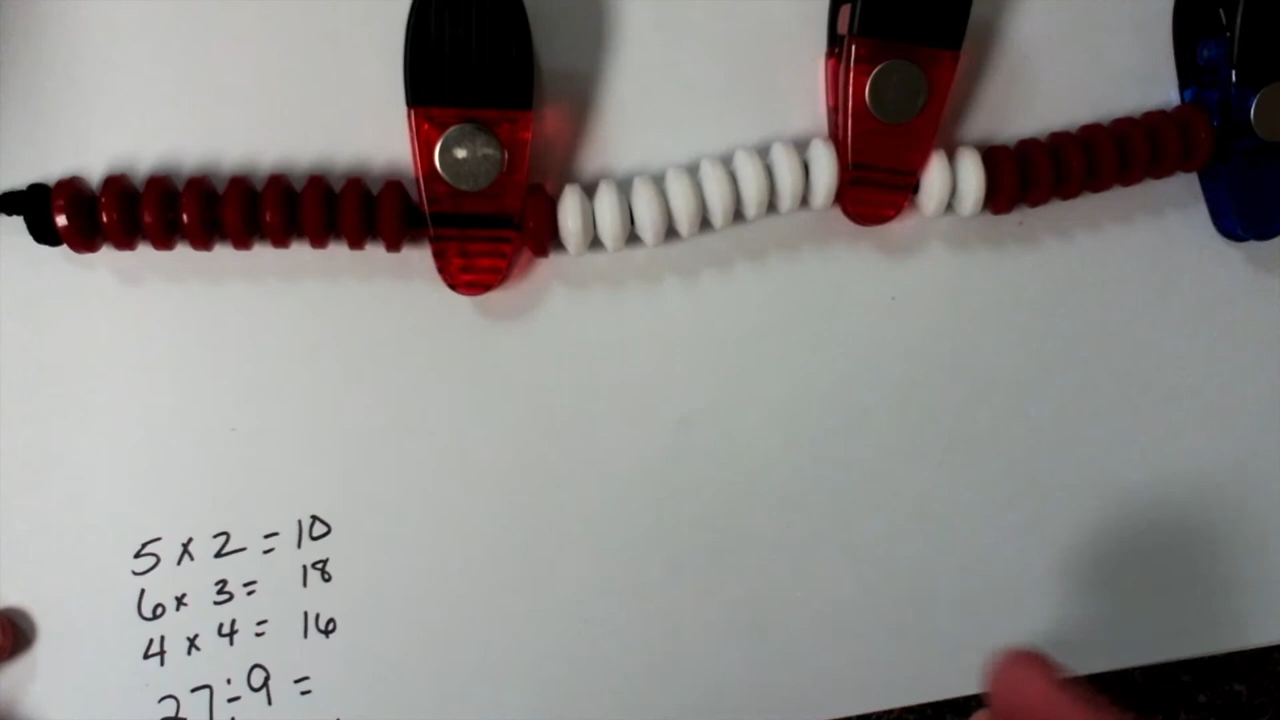 5 × 2 = 10
6 × 3 = 18
4 × 4 = 16
27 ÷ 9 =